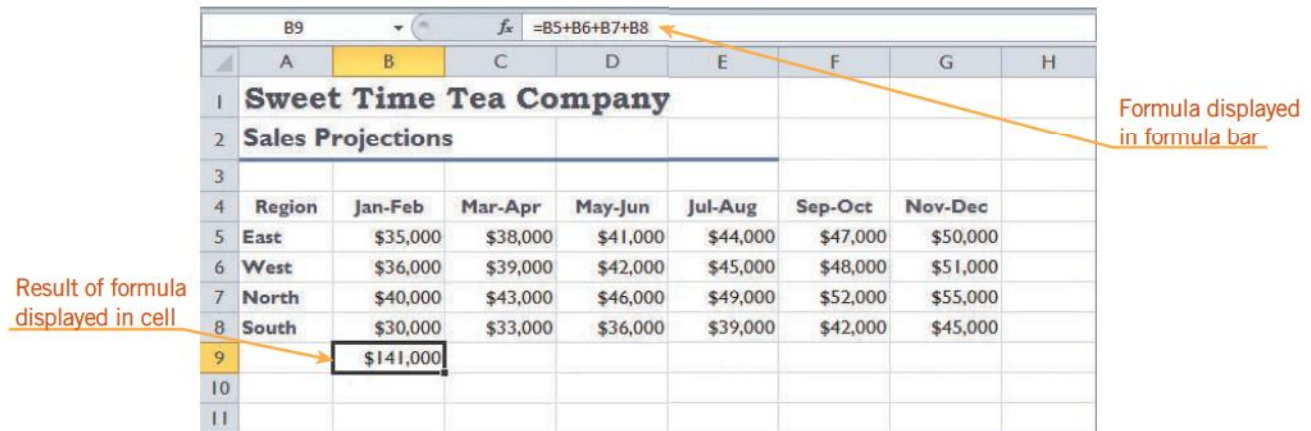 B9 fx =B5+B6+B7+B8
A B C D E F G H
1 Sweet Time Tea Company
2 Sales Projections
3
4 Region Jan-Feb Mar-Apr May-Jun Jul-Aug Sep-Oct Nov-Dec
5 East $35,000 $38,000 $41,000 $44,000 $47,000 $50,000
6 West $36,000 $39,000 $42,000 $45,000 $48,000 $51,000
7 North $40,000 $43,000 $46,000 $49,000 $52,000 $55,000
8 South $30,000 $33,000 $36,000 $39,000 $42,000 $45,000
9 $141,000
10
11
Formula displayed
in formula bar
Result of formula
displayed in cell